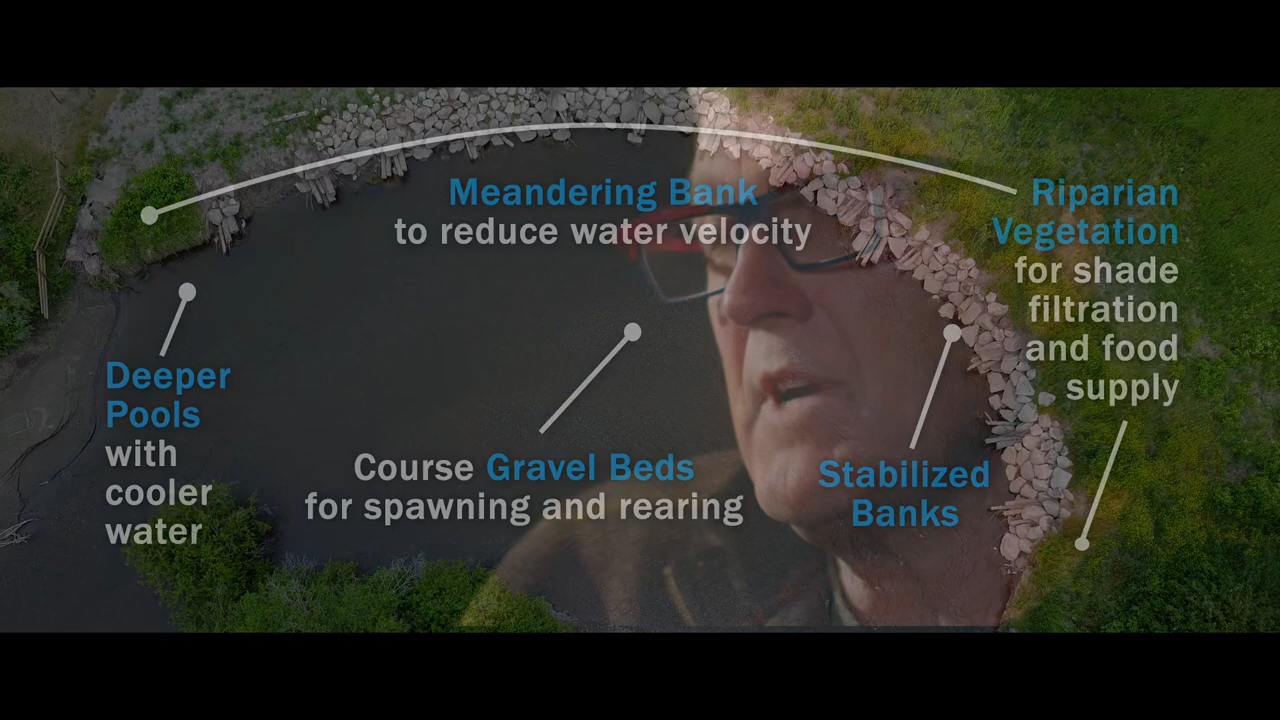 Meandering Bank
to reduce water velocity
Riparian
Vegetation
for shade
filtration
and food
supply
Deeper
Pools
with
cooler
water
Course Gravel Beds
for spawning and rearing
Stabilized
Banks